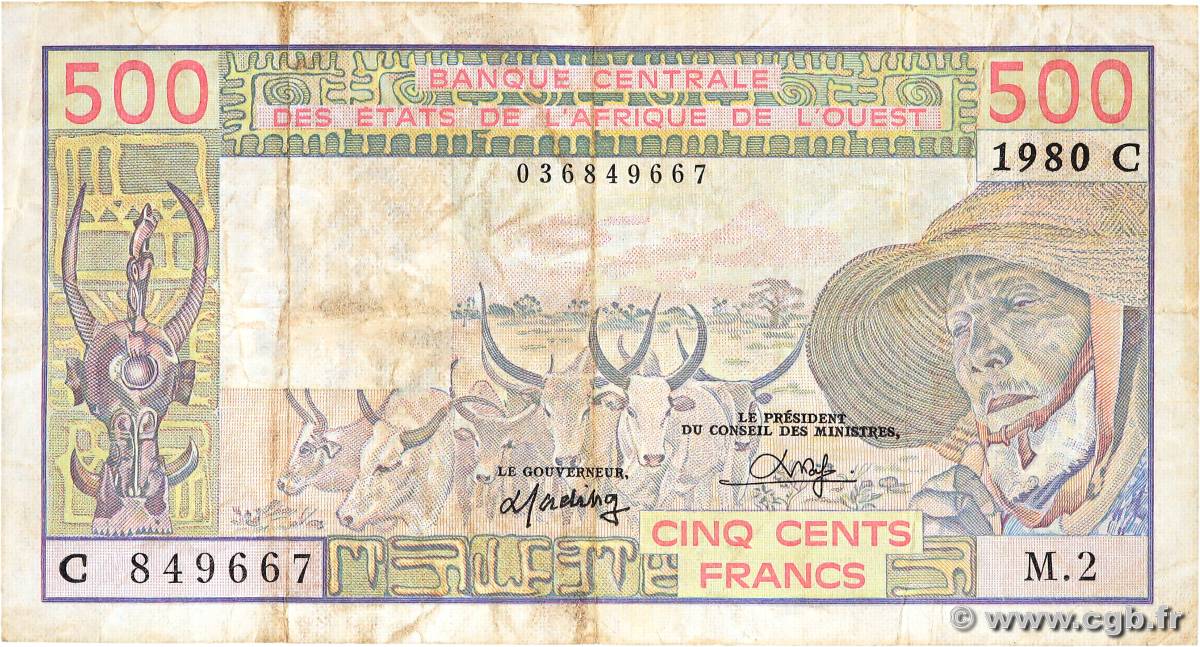 500
BANQUE CENTRALE
DES ÉTATS DE L'AFRIQUE DE L'OUEST
500
1980 C
036849667
LE PRÉSIDENT
DU CONSEIL DES MINISTRES,
LE GOUVERNEUR,
CINQ CENTS
FRANCS
C 849667
M.2
© www.cgb.fr